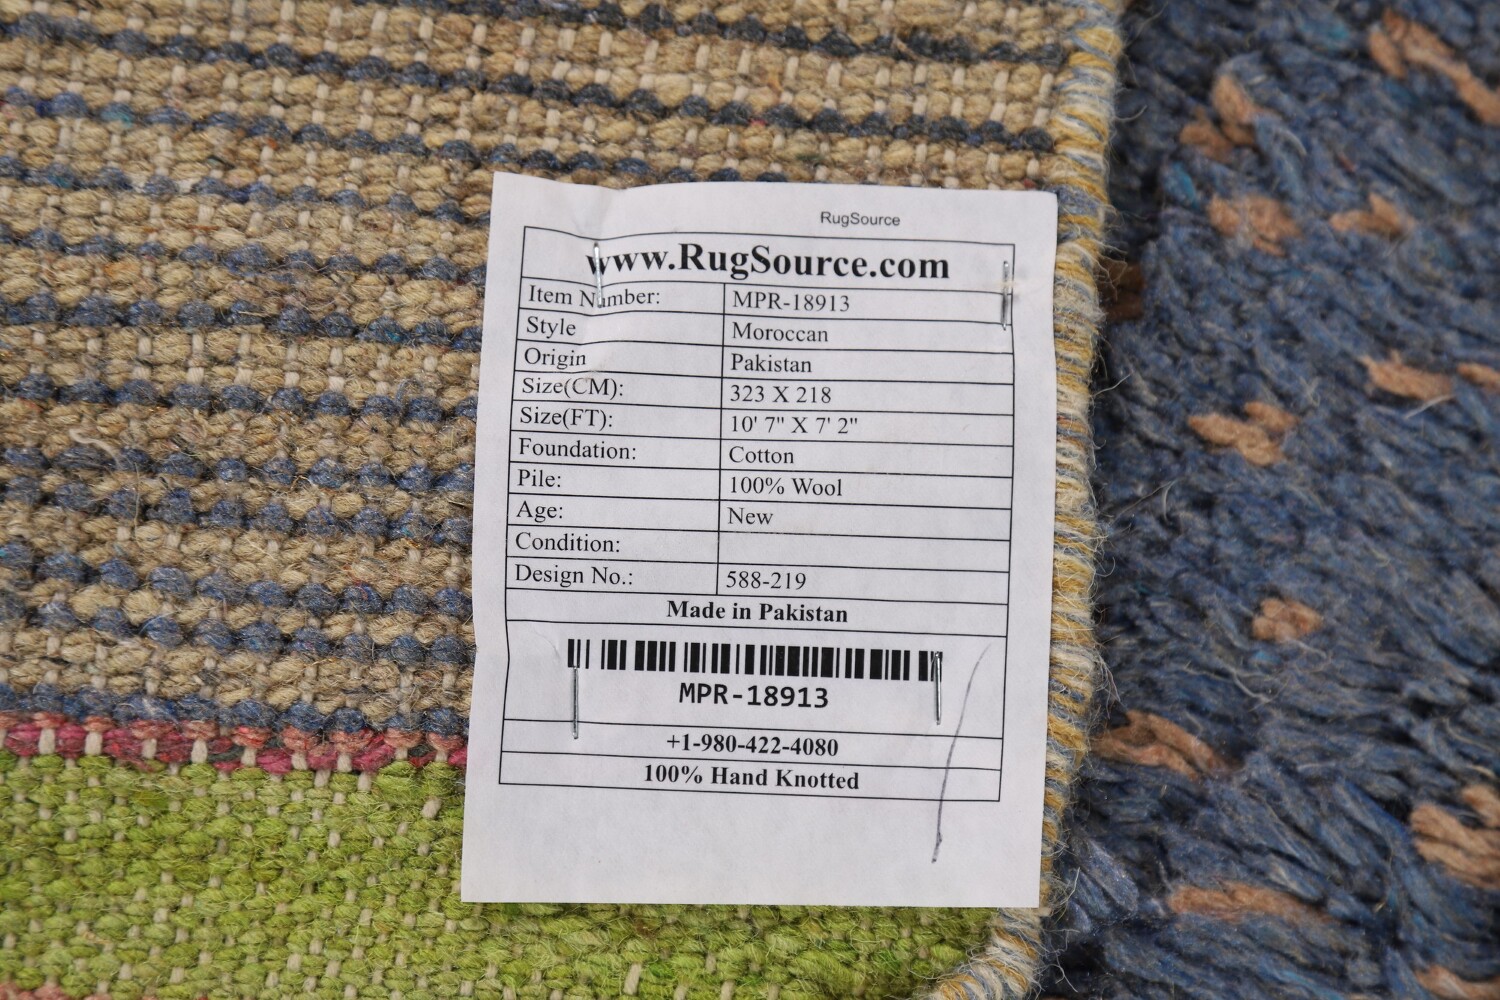 RugSource
www.RugSource.com
Item Number: MPR-18913
Style Moroccan
Origin Pakistan
Size(CM): 323 X 218
Size(FT): 10' 7" X 7' 2"
Foundation: Cotton
Pile: 100% Wool
Age: New
Condition:
Design No.: 588-219
Made in Pakistan
MPR-18913
+1-980-422-4080
100% Hand Knotted